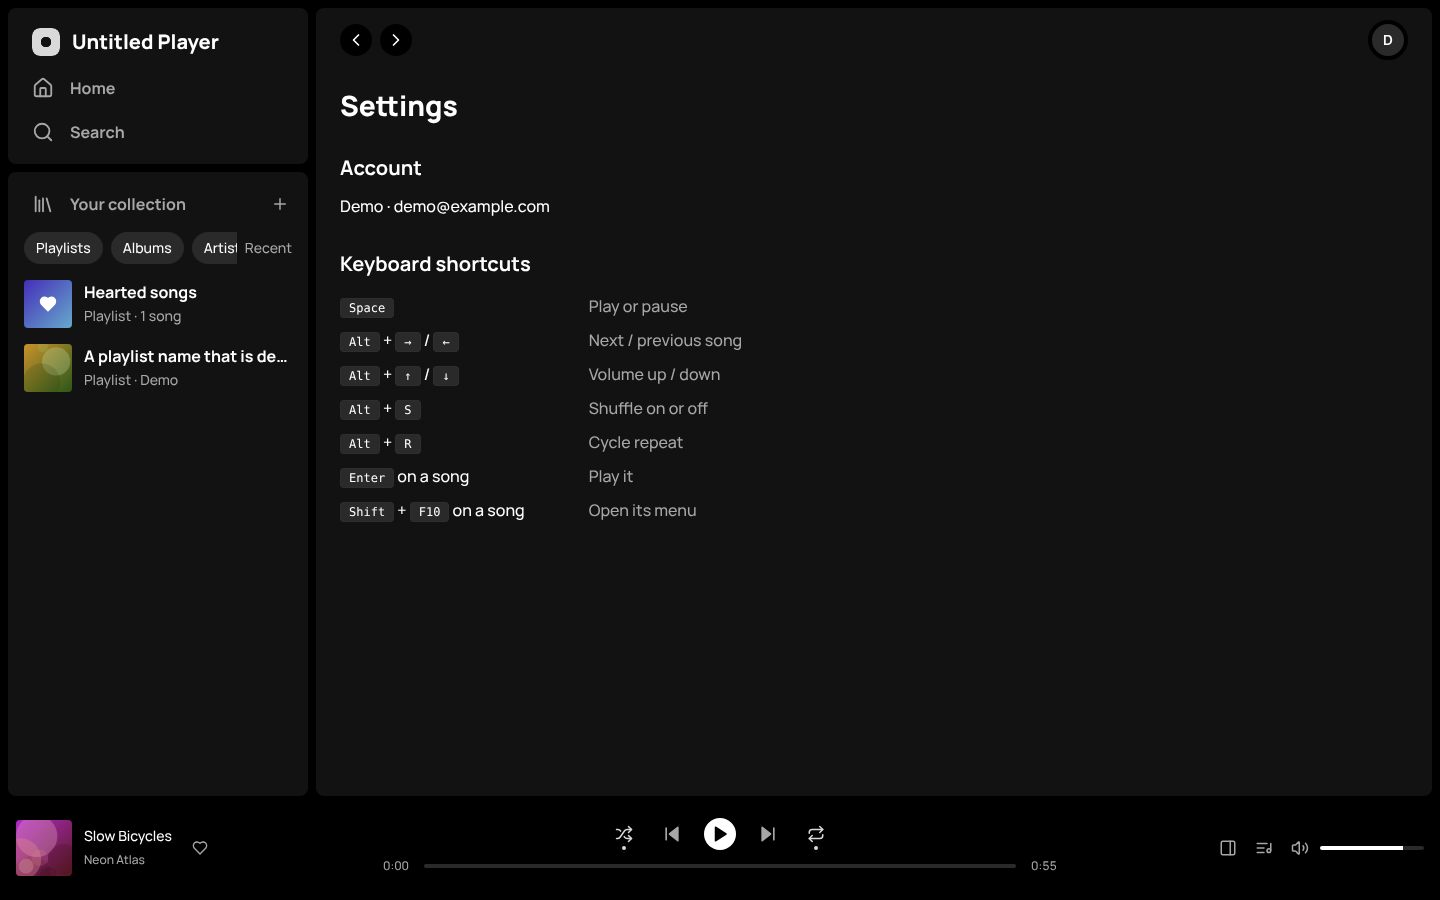 Untitled Player
Home
Search
Your collection
Playlists Albums Artist Recent
Hearted songs
Playlist · 1 song
A playlist name that is de…
Playlist · Demo
D
Settings
Account
Demo · demo@example.com
Keyboard shortcuts
Space Play or pause
Alt + → / ← Next / previous song
Alt + ↑ / ↓ Volume up / down
Alt + S Shuffle on or off
Alt + R Cycle repeat
Enter on a song Play it
Shift + F10 on a song Open its menu
Slow Bicycles
Neon Atlas
0:00 0:55